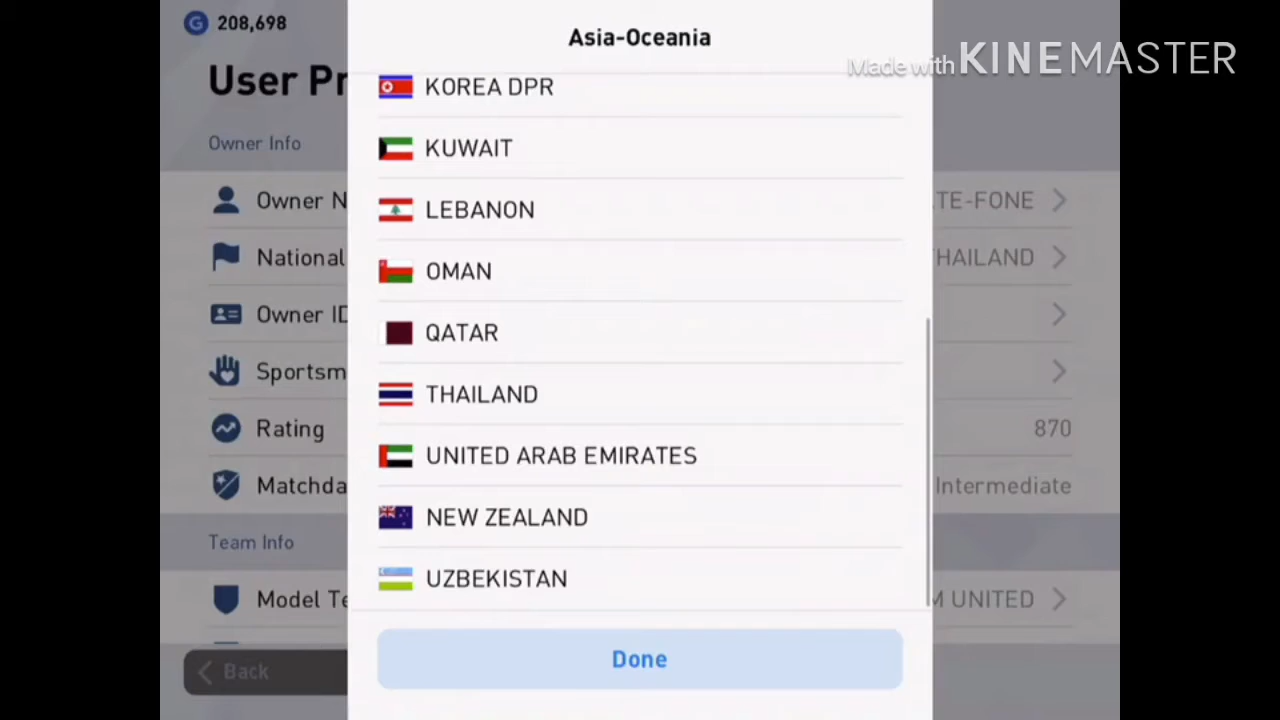 208,698
Asia-Oceania
Made with KINEMASTER
User Pr
KOREA DPR
Owner Info
KUWAIT
Owner N
TE-FONE
LEBANON
National
HAILAND
OMAN
Owner ID
QATAR
Sportsm
THAILAND
Rating
870
UNITED ARAB EMIRATES
Matchda
Intermediate
NEW ZEALAND
Team Info
UZBEKISTAN
Model Te
M UNITED
Done
Back